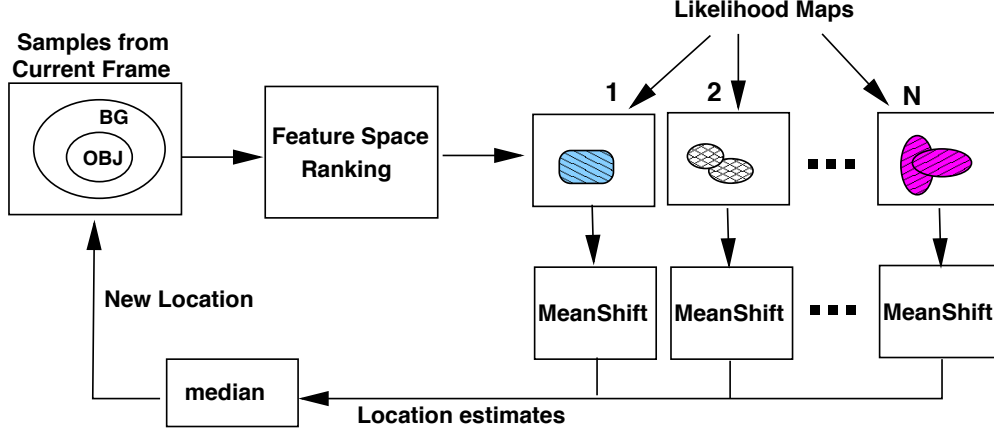 Likelihood Maps
Samples from
Current Frame
BG
OBJ
Feature Space
Ranking
1
2
N
MeanShift
MeanShift
MeanShift
New Location
median
Location estimates